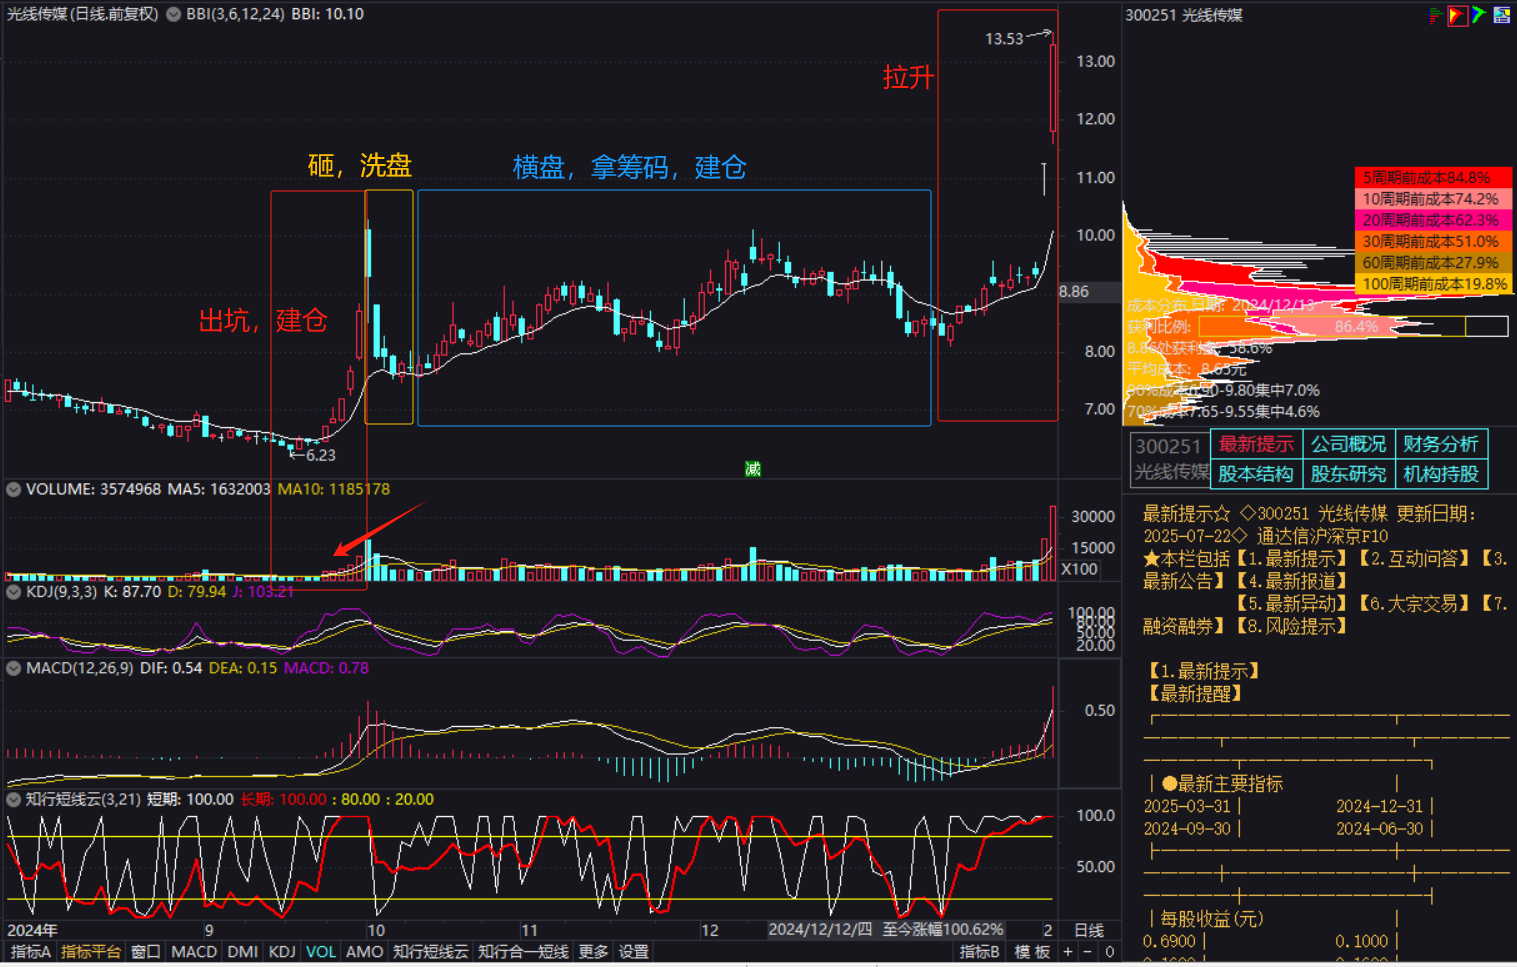 光线传媒(日线.前复权) BBI(3,6,12,24) BBI: 10.10
13.53
拉升
砸，洗盘
横盘，拿筹码，建仓
出坑，建仓
6.23
减
13.00
12.00
11.00
10.00
8.86
8.00
7.00
VOLUME: 3574968 MA5: 1632003 MA10: 1185178
30000
15000
X100
KDJ(9,3,3) K: 87.70 D: 79.94 J: 103.21
100.00
80.00
50.00
20.00
MACD(12,26,9) DIF: 0.54 DEA: 0.15 MACD: 0.78
0.50
知行短线云(3,21) 短期: 100.00 长期: 100.00 : 80.00 : 20.00
100.0
50.00
2024年 9 10 11 12 2024/12/12/四 至今涨幅100.62% 2 日线
指标A 指标平台 窗口 MACD DMI KDJ VOL AMO 知行短线云 知行合一短线 更多 设置 指标B 模板 + - 0
300251 光线传媒
5周期前成本84.8%
10周期前成本74.2%
20周期前成本62.3%
30周期前成本51.0%
60周期前成本27.9%
100周期前成本19.8%
成本分布,日期: 2024/12/13
获利比例: 86.4%
8.86处获利盘: 58.6%
平均成本: 8.65元
90%成本6.90-9.80集中7.0%
70%成本7.65-9.55集中4.6%
300251 最新提示 公司概况 财务分析
光线传媒 股本结构 股东研究 机构持股
最新提示☆ ◇300251 光线传媒 更新日期:
2025-07-22◇ 通达信沪深京F10
★本栏包括【1.最新提示】【2.互动问答】【3.
最新公告】【4.最新报道】
【5.最新异动】【6.大宗交易】【7.
融资融券】【8.风险提示】
【1.最新提示】
【最新提醒】
●最新主要指标
2025-03-31| 2024-12-31|
2024-09-30| 2024-06-30|
|每股收益(元) |
0.6900| 0.1000|